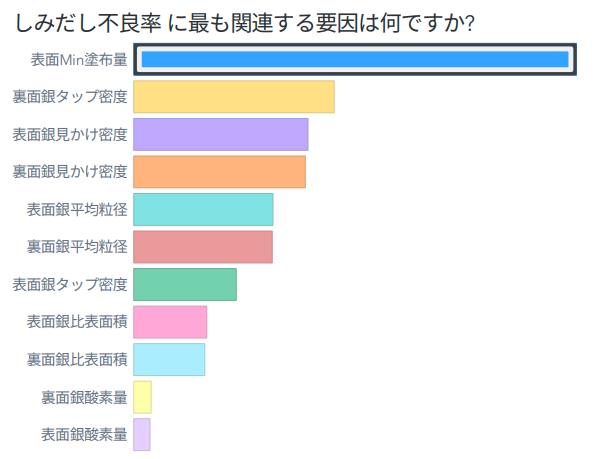 しみだし不良率 に最も関連する要因は何ですか?
表面Min塗布量
裏面銀タップ密度
表面銀見かけ密度
裏面銀見かけ密度
表面銀平均粒径
裏面銀平均粒径
表面銀タップ密度
表面銀比表面積
裏面銀比表面積
裏面銀酸素量
表面銀酸素量